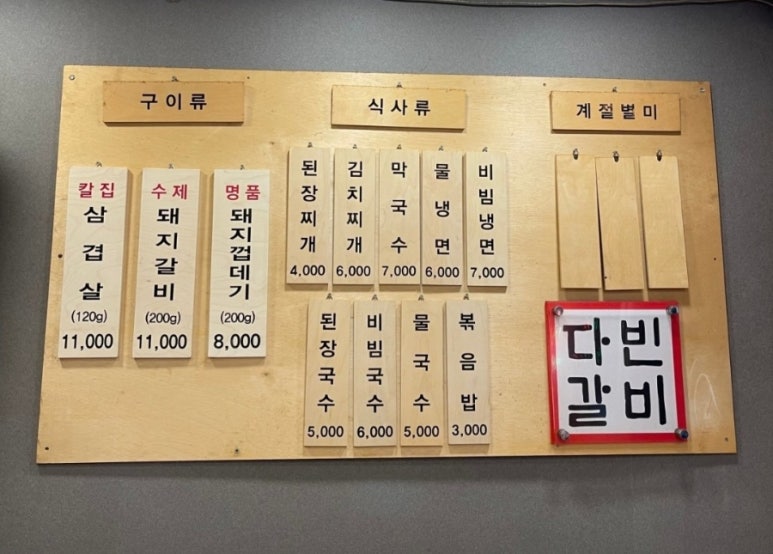 구이류
칼집
삼겹살
(120g)
11,000
수제
돼지갈비
(200g)
11,000
명품
돼지껍데기
(200g)
8,000
식사류
된장찌개
4,000
김치찌개
6,000
막국수
7,000
물냉면
6,000
비빔냉면
7,000
된장국수
5,000
비빔국수
6,000
물국수
5,000
볶음밥
3,000
계절별미
다빈
갈비